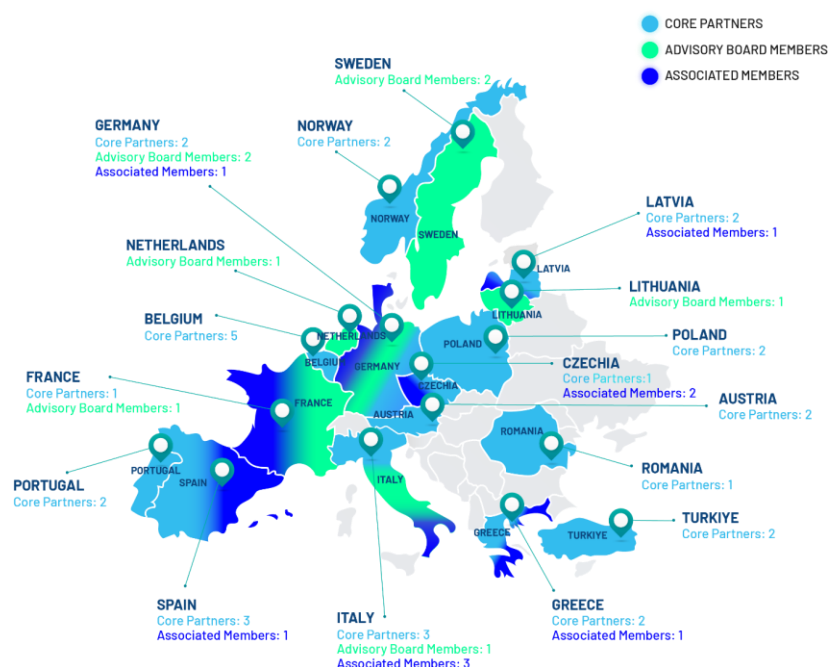 CORE PARTNERS
ADVISORY BOARD MEMBERS
ASSOCIATED MEMBERS
SWEDEN
Advisory Board Members: 2
GERMANY
Core Partners: 2
Advisory Board Members: 2
Associated Members: 1
NORWAY
Core Partners: 2
LATVIA
Core Partners: 2
Associated Members: 1
NETHERLANDS
Advisory Board Members: 1
LITHUANIA
Advisory Board Members: 1
BELGIUM
Core Partners: 5
POLAND
Core Partners: 2
CZECHIA
Core Partners:1
Associated Members: 2
FRANCE
Core Partners: 1
Advisory Board Members: 1
AUSTRIA
Core Partners: 2
PORTUGAL
Core Partners: 2
ROMANIA
Core Partners: 1
TURKIYE
Core Partners: 2
SPAIN
Core Partners: 3
Associated Members: 1
ITALY
Core Partners: 3
Advisory Board Members: 1
Associated Members: 3
GREECE
Core Partners: 2
Associated Members: 1
NORWAY
SWEDEN
LATVIA
LITHUANIA
NETHERLANDS
POLAND
BELGIUM
GERMANY
CZECHIA
FRANCE
AUSTRIA
ROMANIA
PORTUGAL
SPAIN
ITALY
GREECE
TURKIYE